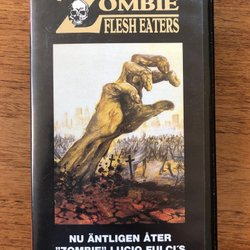 ZOMBIE
FLESH EATERS
NU ÄNTLIGEN ÅTER
"ZOMBIE" LUCIO FULCI´S